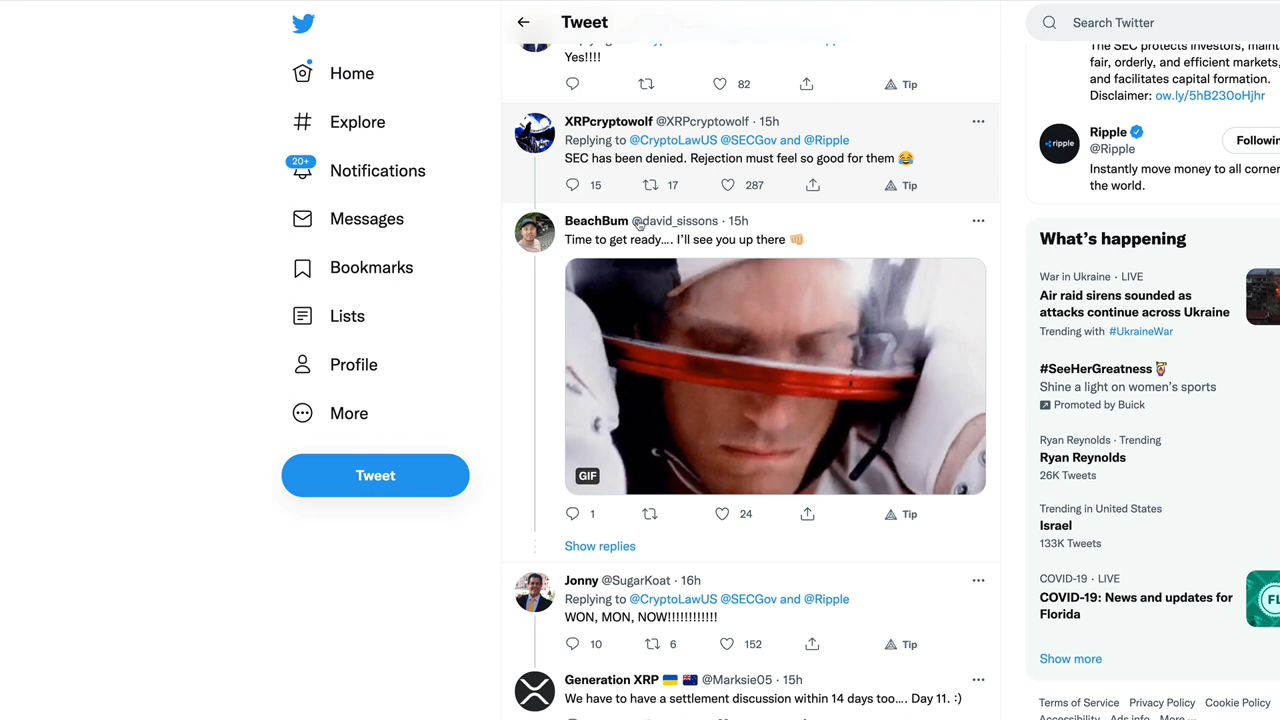 Tweet
Search Twitter
Home
Explore
20+
Notifications
Messages
Bookmarks
Lists
Profile
More
Tweet
Yes!!!!
82
Tip
XRPcryptowolf @XRPcryptowolf · 15h
Replying to @CryptoLawUS @SECGov and @Ripple
SEC has been denied. Rejection must feel so good for them 😂
15
17
287
Tip
BeachBum @david_sissons · 15h
Time to get ready.... I'll see you up there 👊🏼
GIF
1
24
Tip
Show replies
Jonny @SugarKoat · 16h
Replying to @CryptoLawUS @SECGov and @Ripple
WON, MON, NOW!!!!!!!!!!!!
10
6
152
Tip
Generation XRP 🇺🇦 🇦🇺 @Marksie05 · 15h
We have to have a settlement discussion within 14 days too.... Day 11. :)
The SEC protects investors, maint
fair, orderly, and efficient markets,
and facilitates capital formation.
Disclaimer: ow.ly/5hB230oHjhr
ripple
Ripple
@Ripple
Followin
Instantly move money to all corner
the world.
What's happening
War in Ukraine · LIVE
Air raid sirens sounded as
attacks continue across Ukraine
Trending with #UkraineWar
#SeeHerGreatness
Shine a light on women's sports
Promoted by Buick
Ryan Reynolds · Trending
Ryan Reynolds
26K Tweets
Trending in United States
Israel
133K Tweets
COVID-19 · LIVE
COVID-19: News and updates for
Florida
FL
Show more
Terms of Service Privacy Policy Cookie Policy
Accessibility Ads info More ...